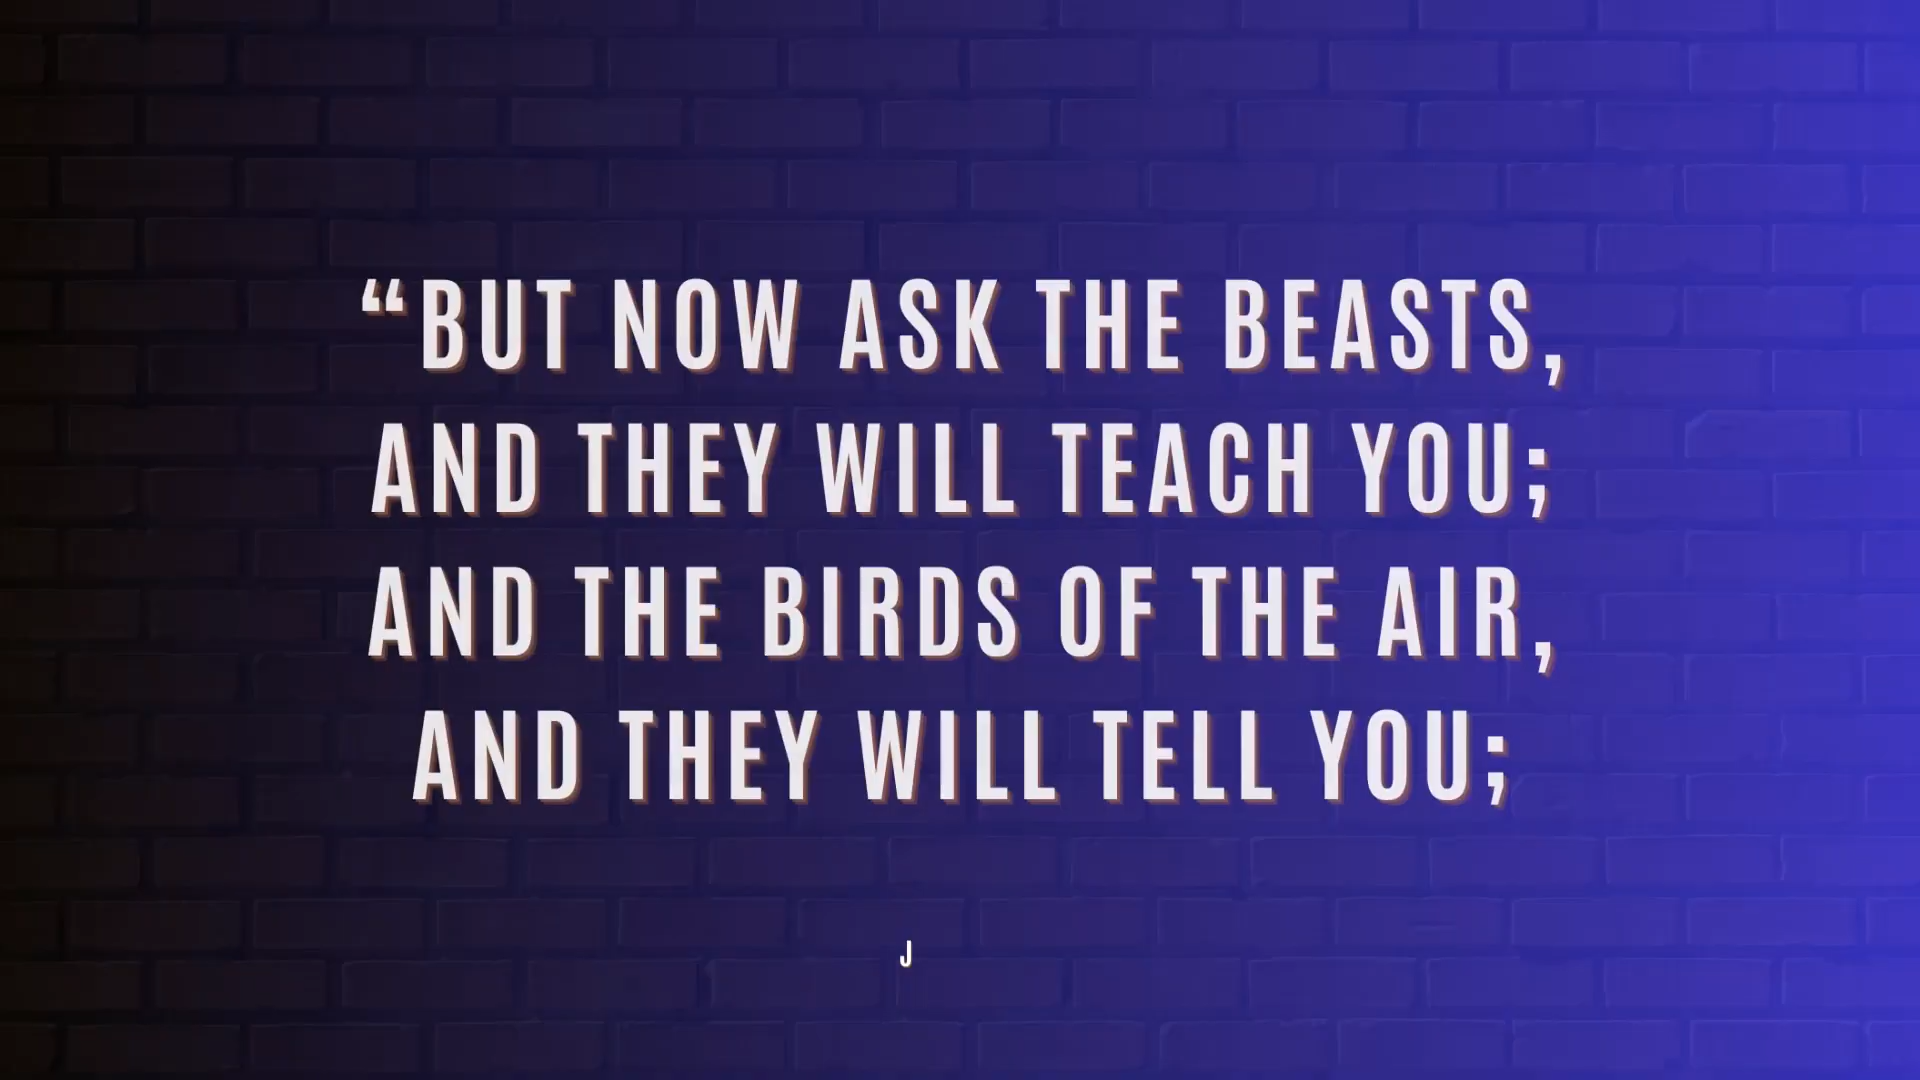 “BUT NOW ASK THE BEASTS,
AND THEY WILL TEACH YOU;
AND THE BIRDS OF THE AIR,
AND THEY WILL TELL YOU;
J